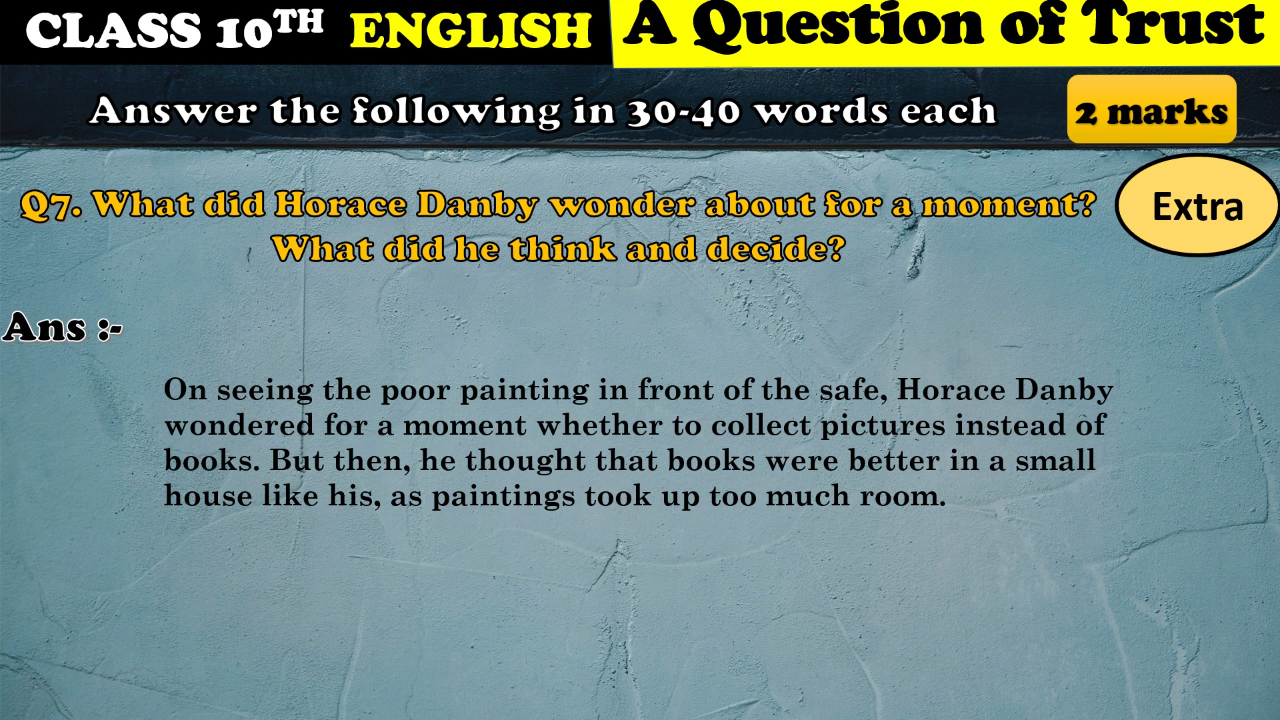 CLASS 10TH ENGLISH
A Question of Trust
Answer the following in 30-40 words each
2 marks
Q7. What did Horace Danby wonder about for a moment?
What did he think and decide?
Extra
Ans :-
On seeing the poor painting in front of the safe, Horace Danby
wondered for a moment whether to collect pictures instead of
books. But then, he thought that books were better in a small
house like his, as paintings took up too much room.